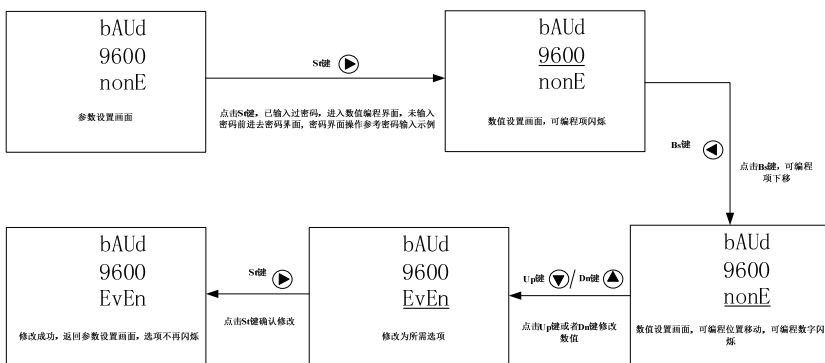 bAUd
9600
nonE
参数设置画面
St键
点击St键，已输入过密码，进入数值编程界面，未输入
密码前进去密码界面，密码界面操作参考密码输入示例
bAUd
9600
nonE
数值设置画面，可编程项闪烁
Bs键
点击Bs键，可编程
项下移
bAUd
9600
nonE
数值设置画面，可编程位置移动，可编程数字闪
烁
Up键 / Dn键
点击Up键或者Dn键修改
数值
bAUd
9600
EvEn
修改为所需选项
St键
点击St键确认修改
bAUd
9600
EvEn
修改成功，返回参数设置画面，选项不再闪烁